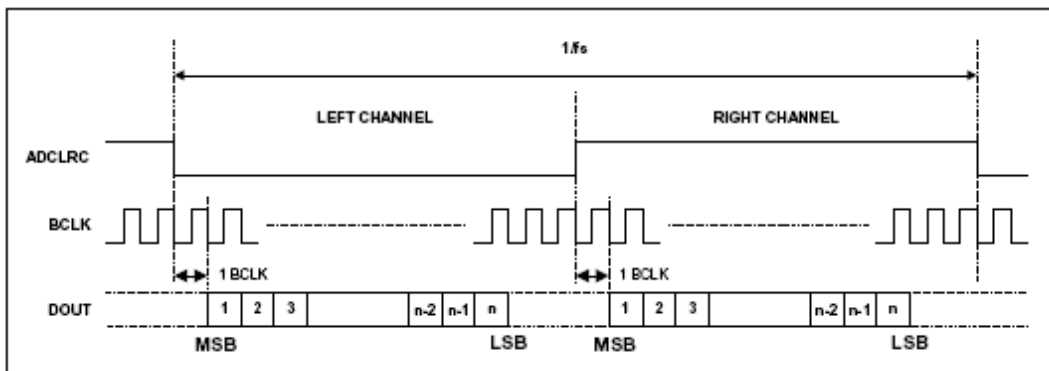 1/fs
LEFT CHANNEL
RIGHT CHANNEL
ADCLRC
BCLK
1 BCLK
1 BCLK
DOUT
1 2 3 n-2 n-1 n
1 2 3 n-2 n-1 n
MSB LSB MSB LSB